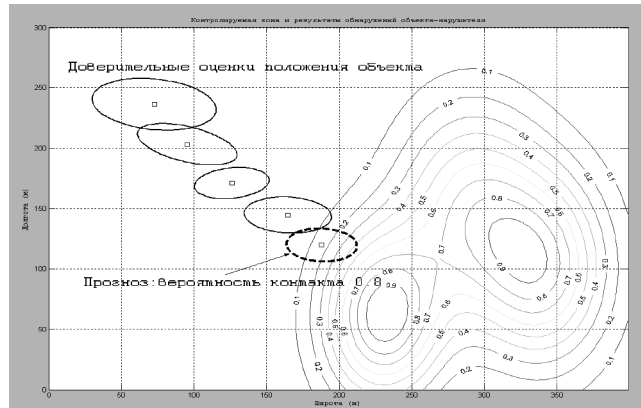 Контролируемая зона и результаты обнаружений объекта-нарушителя
Доверительные оценки положения объекта
Прогноз:Вероятность контакта 0.8
Долгота (м)
Широта (м)
300
250
200
150
100
50
0
0 50 100 150 200 250 300 350
0.1
0.2
0.3
0.4
0.5
0.6
0.7
0.8
0.9